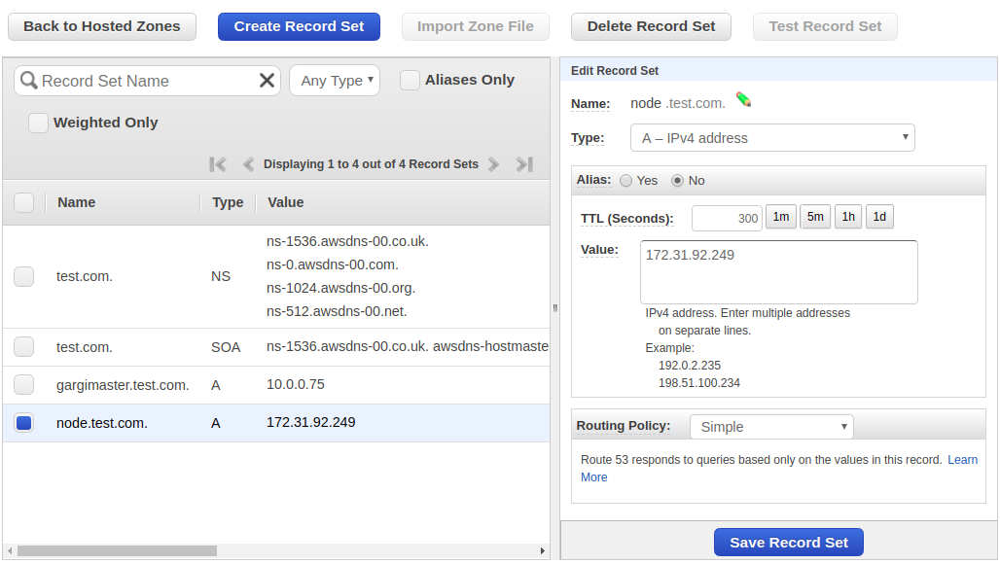 Back to Hosted Zones Create Record Set Import Zone File Delete Record Set Test Record Set
Record Set Name Any Type Aliases Only
Weighted Only
Displaying 1 to 4 out of 4 Record Sets
Name Type Value
test.com. NS ns-1536.awsdns-00.co.uk.
ns-0.awsdns-00.com.
ns-1024.awsdns-00.org.
ns-512.awsdns-00.net.
test.com. SOA ns-1536.awsdns-00.co.uk. awsdns-hostmaste
gargimaster.test.com. A 10.0.0.75
node.test.com. A 172.31.92.249
Edit Record Set
Name: node .test.com.
Type: A – IPv4 address
Alias: Yes No
TTL (Seconds): 300 1m 5m 1h 1d
Value: 172.31.92.249
IPv4 address. Enter multiple addresses
on separate lines.
Example:
192.0.2.235
198.51.100.234
Routing Policy: Simple
Route 53 responds to queries based only on the values in this record. Learn
More
Save Record Set